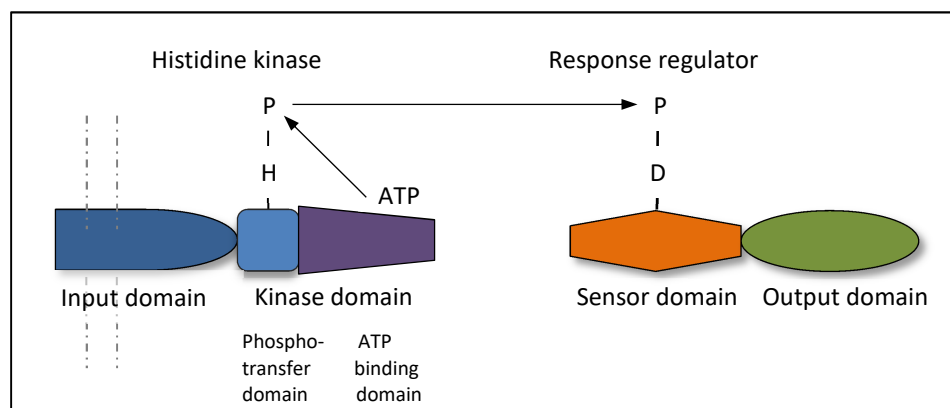 Histidine kinase
Response regulator
P
P
H
D
ATP
Input domain
Kinase domain
Sensor domain
Output domain
Phospho-
transfer
domain
ATP
binding
domain